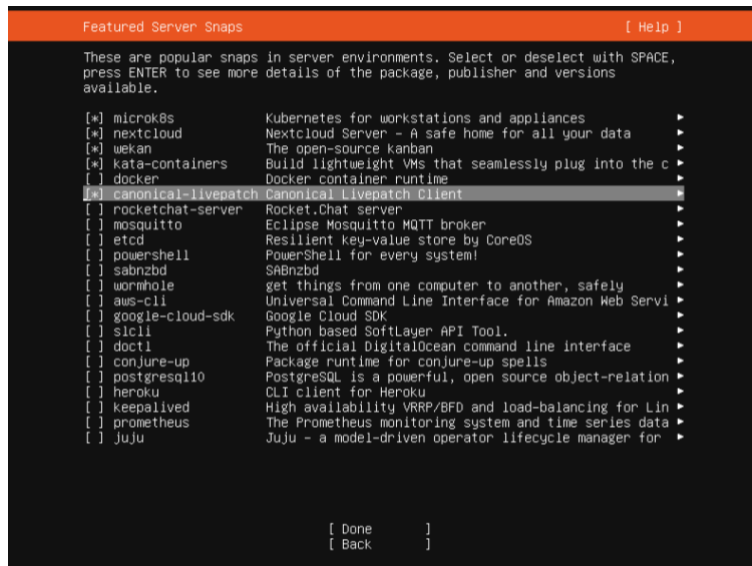 Featured Server Snaps [ Help ]
These are popular snaps in server environments. Select or deselect with SPACE,
press ENTER to see more details of the package, publisher and versions
available.
[*] microk8s Kubernetes for workstations and appliances ▸
[*] nextcloud Nextcloud Server – A safe home for all your data ▸
[*] wekan The open-source kanban ▸
[*] kata-containers Build lightweight VMs that seamlessly plug into the c ▸
[ ] docker Docker container runtime ▸
[*] canonical-livepatch Canonical Livepatch Client ▸
[ ] rocketchat-server Rocket.Chat server ▸
[ ] mosquitto Eclipse Mosquitto MQTT broker ▸
[ ] etcd Resilient key-value store by CoreOS ▸
[ ] powershell PowerShell for every system! ▸
[ ] sabnzbd SABnzbd ▸
[ ] wormhole get things from one computer to another, safely ▸
[ ] aws-cli Universal Command Line Interface for Amazon Web Servi ▸
[ ] google-cloud-sdk Google Cloud SDK ▸
[ ] slcli Python based SoftLayer API Tool. ▸
[ ] doctl The official DigitalOcean command line interface ▸
[ ] conjure-up Package runtime for conjure-up spells ▸
[ ] postgresql10 PostgreSQL is a powerful, open source object-relation ▸
[ ] heroku CLI client for Heroku ▸
[ ] keepalived High availability VRRP/BFD and load-balancing for Lin ▸
[ ] prometheus The Prometheus monitoring system and time series data ▸
[ ] juju Juju – a model-driven operator lifecycle manager for ▸
[ Done ]
[ Back ]